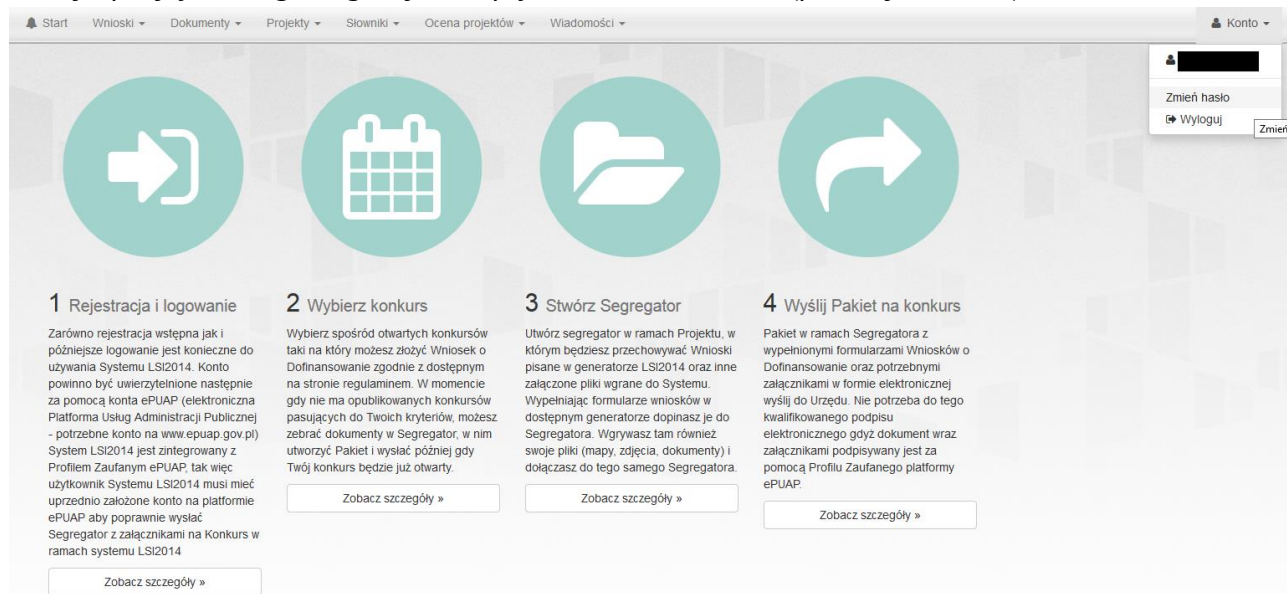 Start Wnioski Dokumenty Projekty Słowniki Ocena projektów Wiadomości Konto
Zmień hasło
Wyloguj
Zmień
1 Rejestracja i logowanie
Zarówno rejestracja wstępna jak i
późniejsze logowanie jest konieczne do
używania Systemu LSI2014. Konto
powinno być uwierzytelnione następnie
za pomocą konta ePUAP (elektroniczna
Platforma Usług Administracji Publicznej
- potrzebne konto na www.epuap.gov.pl)
System LSI2014 jest zintegrowany z
Profilem Zaufanym ePUAP, tak więc
użytkownik Systemu LSI2014 musi mieć
uprzednio założone konto na platformie
ePUAP aby poprawnie wysłać
Segregator z załącznikami na Konkurs w
ramach systemu LSI2014
Zobacz szczegóły »
2 Wybierz konkurs
Wybierz spośród otwartych konkursów
taki na który możesz złożyć Wniosek o
Dofinansowanie zgodnie z dostępnym
na stronie regulaminem. W momencie
gdy nie ma opublikowanych konkursów
pasujących do Twoich kryteriów, możesz
zebrać dokumenty w Segregator, w nim
utworzyć Pakiet i wysłać później gdy
Twój konkurs będzie już otwarty.
Zobacz szczegóły »
3 Stwórz Segregator
Utwórz segregator w ramach Projektu, w
którym będziesz przechowywać Wnioski
pisane w generatorze LSI2014 oraz inne
załączone pliki wgrane do Systemu.
Wypełniając formularze wniosków w
dostępnym generatorze dopinasz je do
Segregatora. Wgrywasz tam również
swoje pliki (mapy, zdjęcia, dokumenty) i
dołączasz do tego samego Segregatora.
Zobacz szczegóły »
4 Wyślij Pakiet na konkurs
Pakiet w ramach Segregatora z
wypełnionymi formularzami Wniosków o
Dofinansowanie oraz potrzebnymi
załącznikami w formie elektronicznej
wyślij do Urzędu. Nie potrzeba do tego
kwalifikowanego podpisu
elektronicznego gdyż dokument wraz
załącznikami podpisywany jest za
pomocą Profilu Zaufanego platformy
ePUAP.
Zobacz szczegóły »